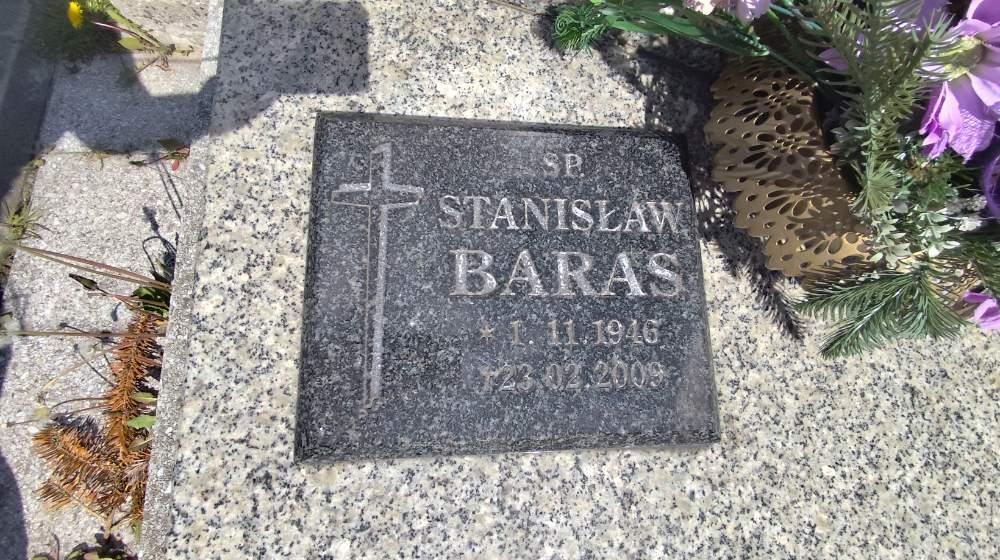 ŚP.
STANISŁAW
BARAS
* 1. 11. 1946
†23.02.2009